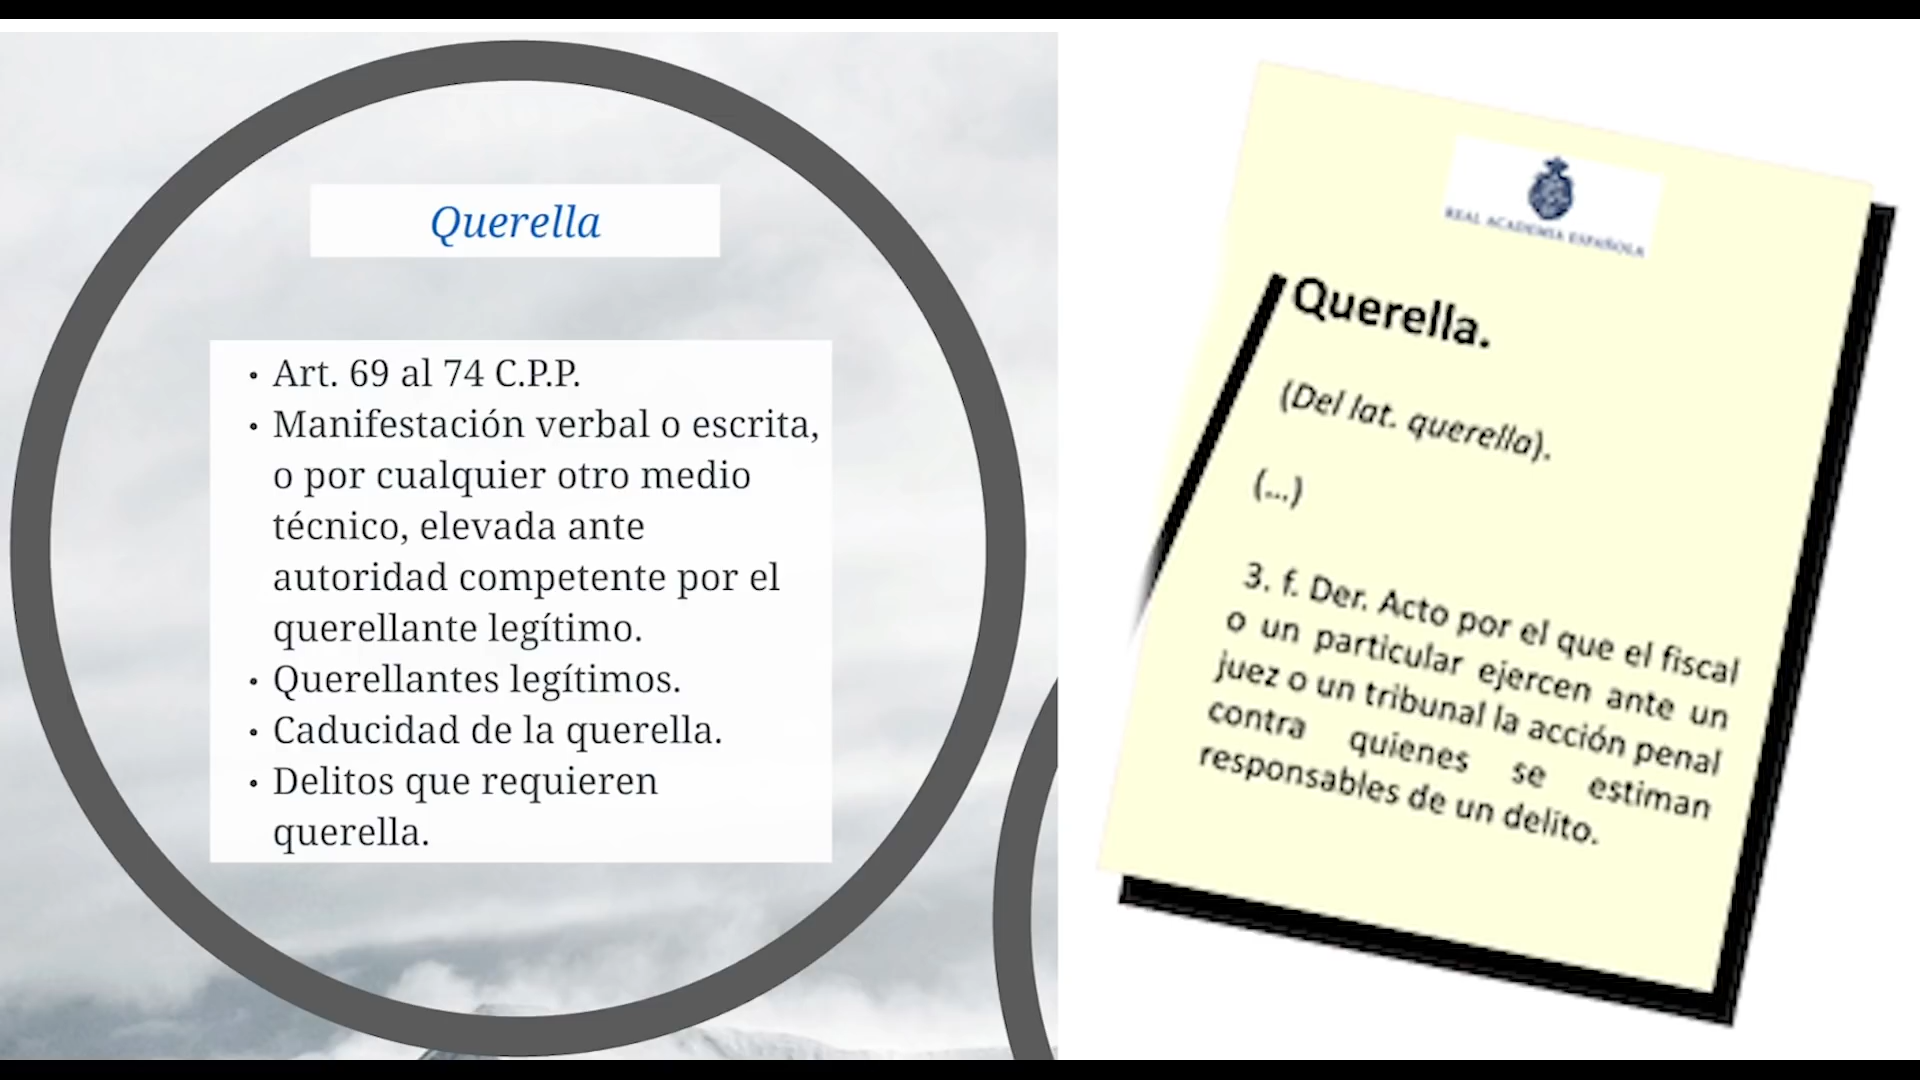 Querella
• Art. 69 al 74 C.P.P.
• Manifestación verbal o escrita,
o por cualquier otro medio
técnico, elevada ante
autoridad competente por el
querellante legítimo.
• Querellantes legítimos.
• Caducidad de la querella.
• Delitos que requieren
querella.
REAL ACADEMIA ESPAÑOLA
Querella.
(Del lat. querella).
(...)
3. f. Der. Acto por el que el fiscal
o un particular ejercen ante un
juez o un tribunal la acción penal
contra quienes se estiman
responsables de un delito.